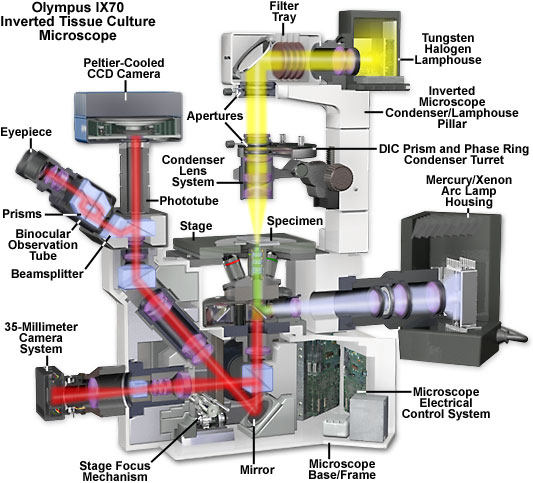 Olympus IX70
Inverted Tissue Culture
Microscope
Filter
Tray
Tungsten
Halogen
Lamphouse
Peltier-Cooled
CCD Camera
Apertures
Inverted
Microscope
Condenser/Lamphouse
Pillar
Eyepiece
DIC Prism and Phase Ring
Condenser Turret
Condenser
Lens
System
Mercury/Xenon
Arc Lamp
Housing
Prisms
Phototube
Binocular
Observation
Tube
Stage
Specimen
Beamsplitter
35-Millimeter
Camera
System
Microscope
Electrical
Control System
Stage Focus
Mechanism
Mirror
Microscope
Base/Frame